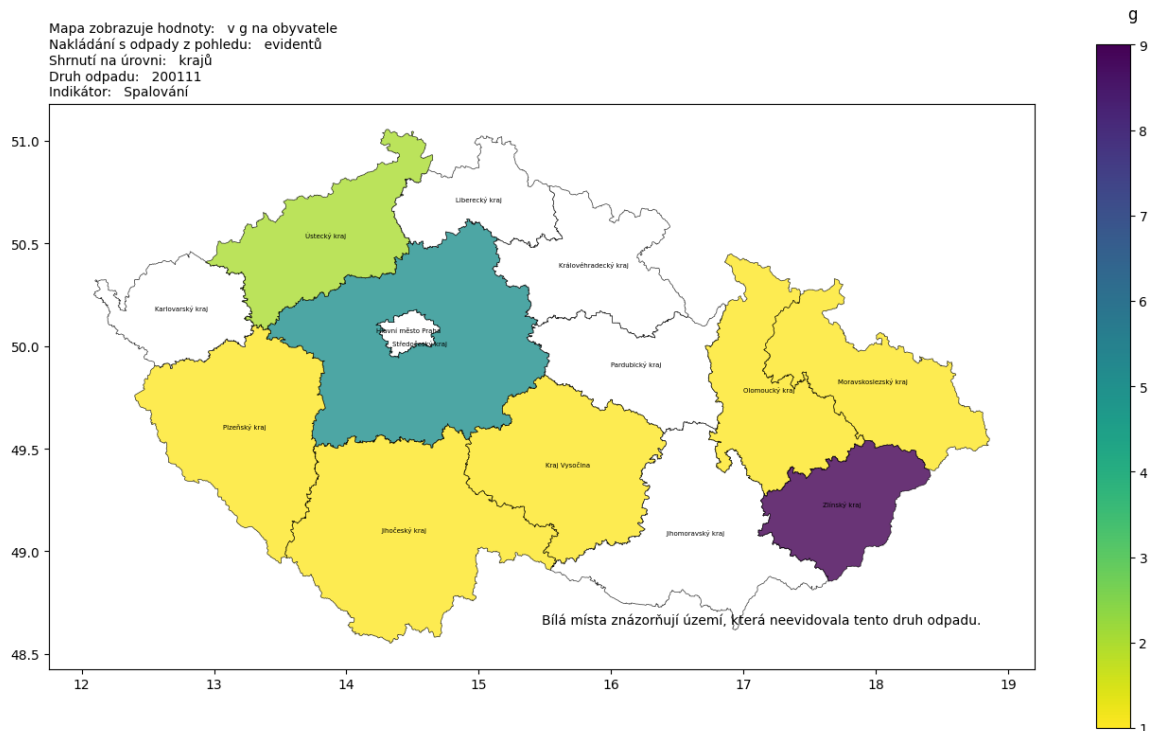 g
Mapa zobrazuje hodnoty:   v g na obyvatele
Nakládání s odpady z pohledu:   evidentů
Shrnutí na úrovni:   krajů
Druh odpadu:   200111
Indikátor:   Spalování
9
8
7
6
5
4
3
2
1
51.0
50.5
50.0
49.5
49.0
48.5
Liberecký kraj
Ústecký kraj
Královéhradecký kraj
Karlovarský kraj
Hlavní město Praha
Středočeský kraj
Pardubický kraj
Moravskoslezský kraj
Olomoucký kraj
Plzeňský kraj
Kraj Vysočina
Zlínský kraj
Jihočeský kraj
Jihomoravský kraj
Bílá místa znázorňují území, která neevidovala tento druh odpadu.
12 13 14 15 16 17 18 19